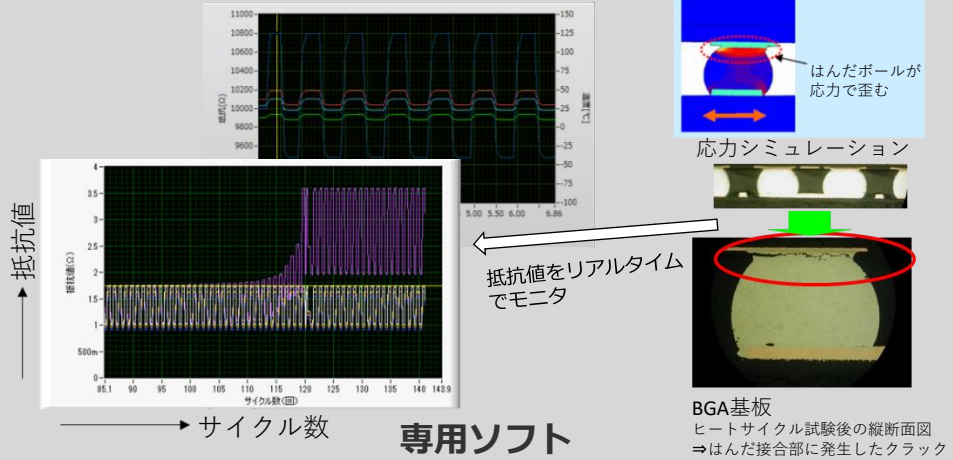 11000
10800
10600
10400
10200
10000
9800
9600
抵抗(Ω)
150
125
100
75
50
25
0
-25
-50
-75
-100
温度[℃]
5.00 5.50 6.00 6.86
はんだボールが
応力で歪む
応力シミュレーション
抵抗値
抵抗値(Ω)
4
3.5
3
2.5
2
1.5
1
500m
0
85.1 90 95 100 105 110 115 120 125 130 135 140 143.9
サイクル数(回)
サイクル数
抵抗値をリアルタイム
でモニタ
専用ソフト
BGA基板
ヒートサイクル試験後の縦断面図
⇒はんだ接合部に発生したクラック